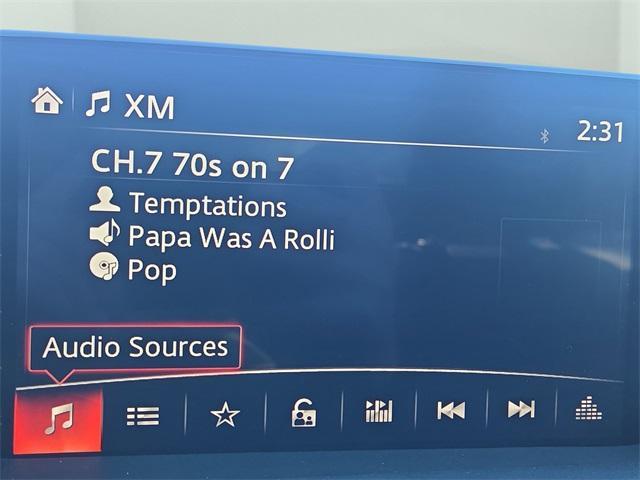 XM
2:31
CH.7 70s on 7
Temptations
Papa Was A Rolli
Pop
Audio Sources